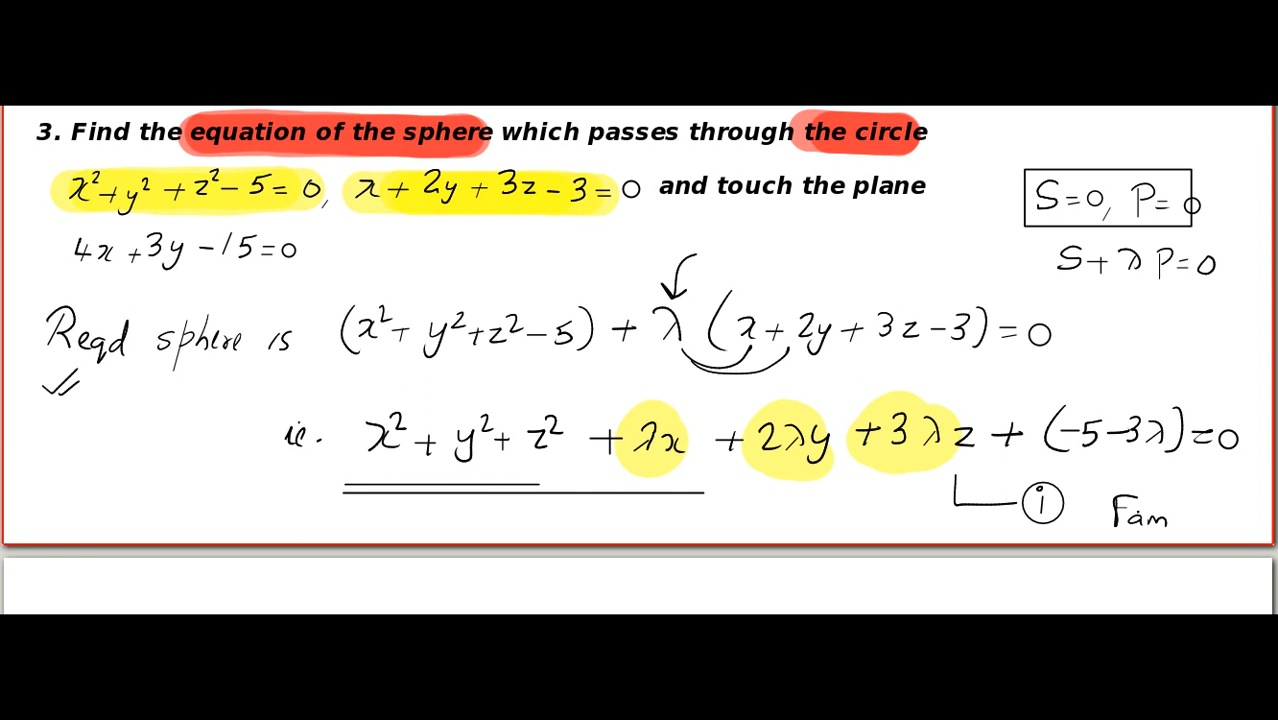 3. Find the equation of the sphere which passes through the circle
x² + y² + z² - 5 = 0, x + 2y + 3z - 3 = 0 and touch the plane
S = 0, P = 0
4x + 3y - 15 = 0
S + λ P = 0
Reqd sphere is (x² + y² + z² - 5) + λ (x + 2y + 3z - 3) = 0
ie. x² + y² + z² + λx + 2λy + 3λz + (-5 - 3λ) = 0
i Fam